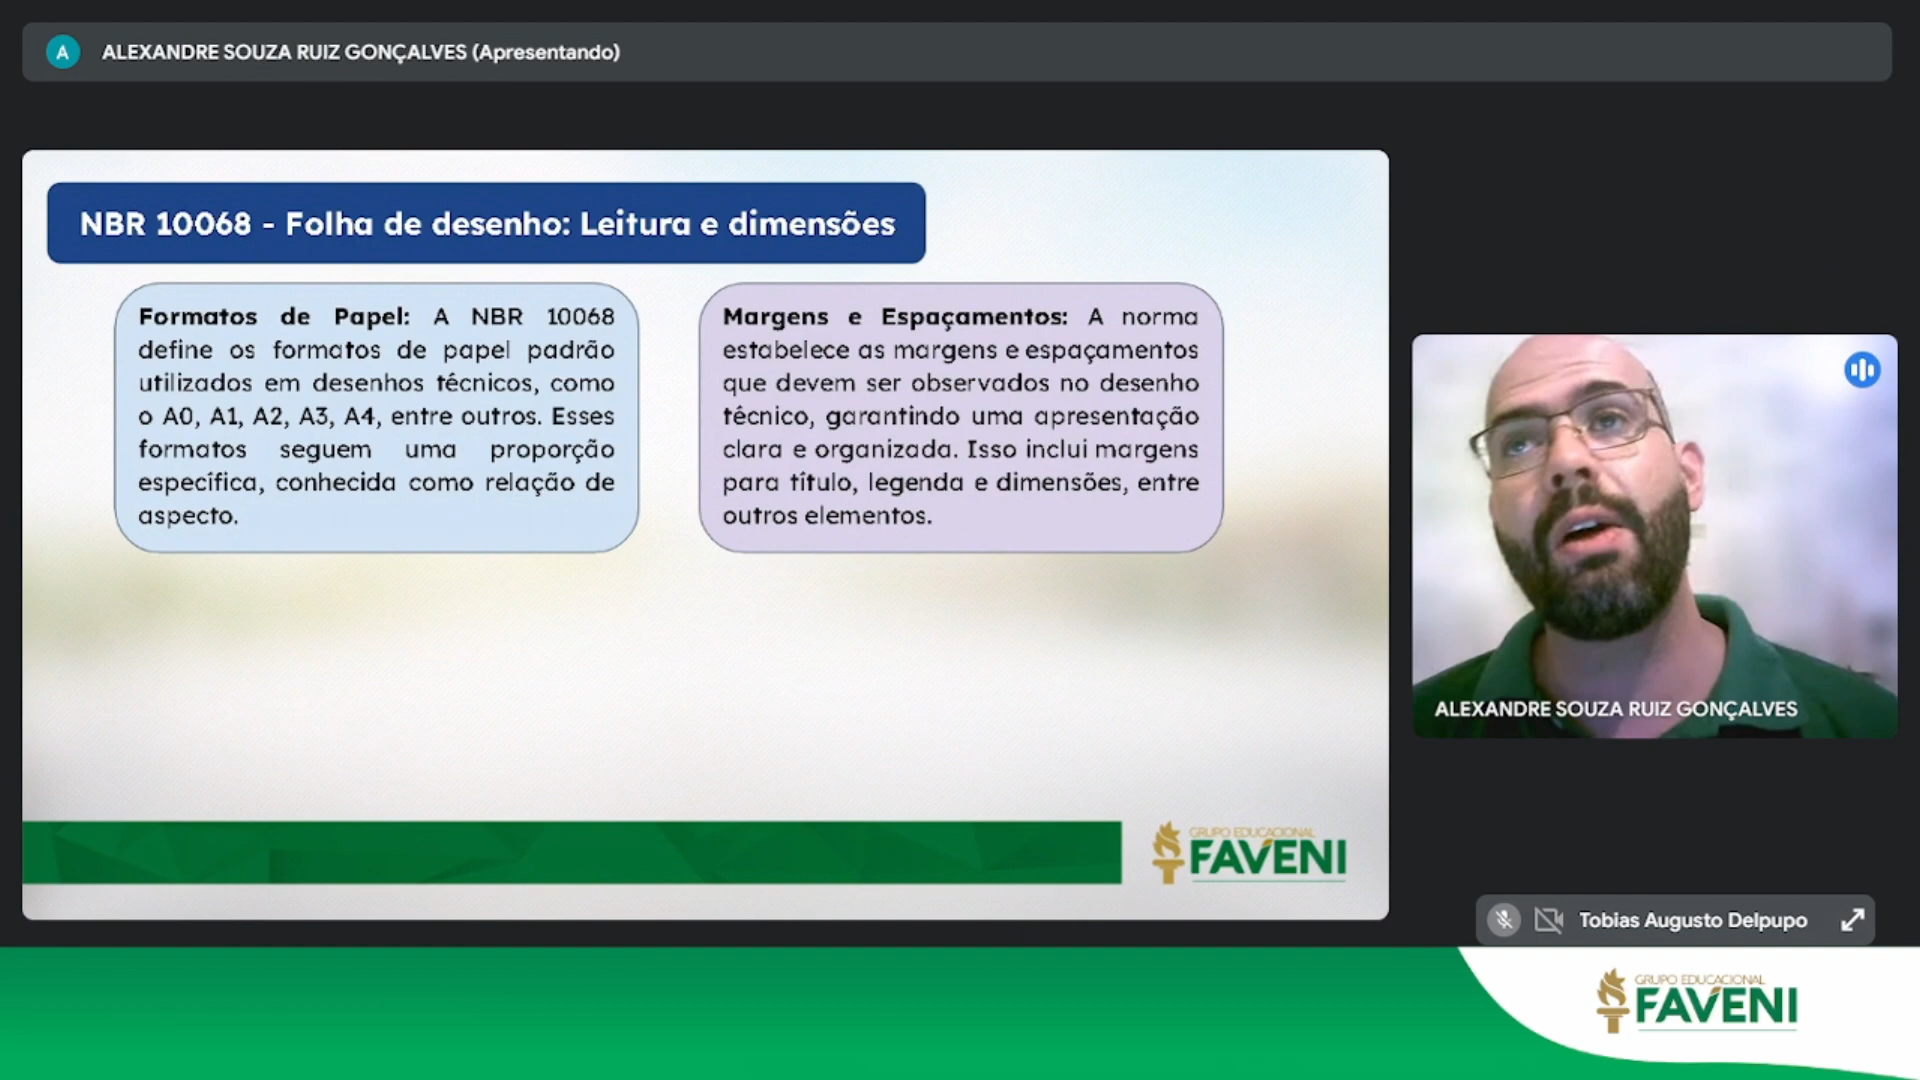 A ALEXANDRE SOUZA RUIZ GONÇALVES (Apresentando)
NBR 10068 - Folha de desenho: Leitura e dimensões
Formatos de Papel: A NBR 10068
define os formatos de papel padrão
utilizados em desenhos técnicos, como
o A0, A1, A2, A3, A4, entre outros. Esses
formatos seguem uma proporção
específica, conhecida como relação de
aspecto.
Margens e Espaçamentos: A norma
estabelece as margens e espaçamentos
que devem ser observados no desenho
técnico, garantindo uma apresentação
clara e organizada. Isso inclui margens
para título, legenda e dimensões, entre
outros elementos.
GRUPO EDUCACIONAL
FAVENI
ALEXANDRE SOUZA RUIZ GONÇALVES
Tobias Augusto Delpupo
GRUPO EDUCACIONAL
FAVENI